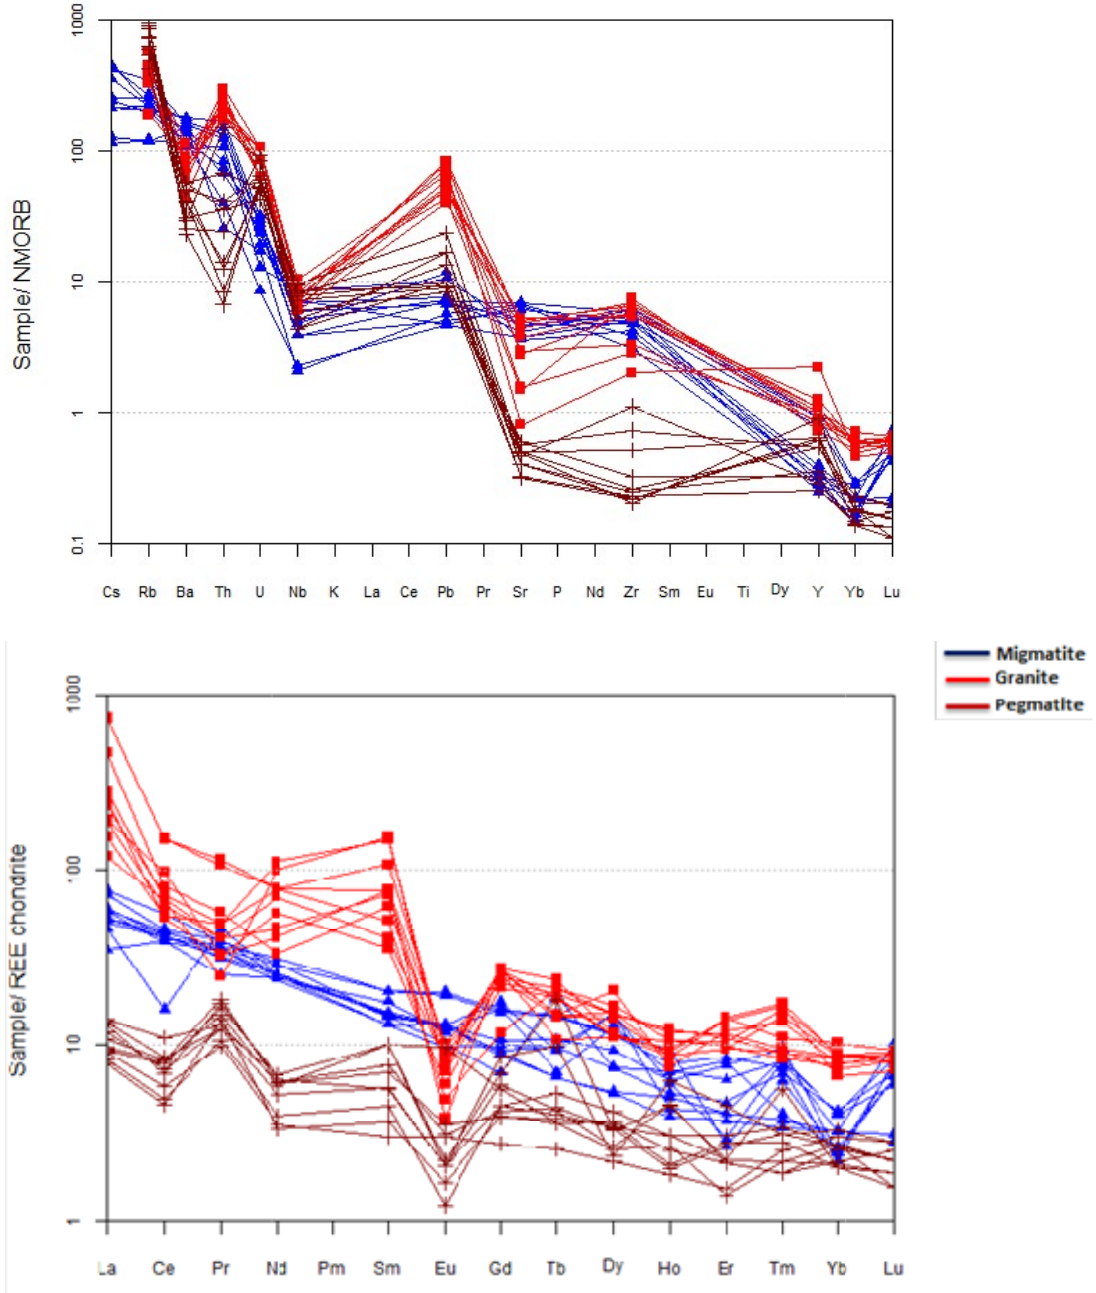 1000
100
10
1
0.1
Sample/ NMORB
Cs Rb Ba Th U Nb K La Ce Pb Pr Sr P Nd Zr Sm Eu Ti Dy Y Yb Lu
Migmatite
Granite
Pegmatite
1000
100
10
1
Sample/ REE chondrite
La Ce Pr Nd Pm Sm Eu Gd Tb Dy Ho Er Tm Yb Lu